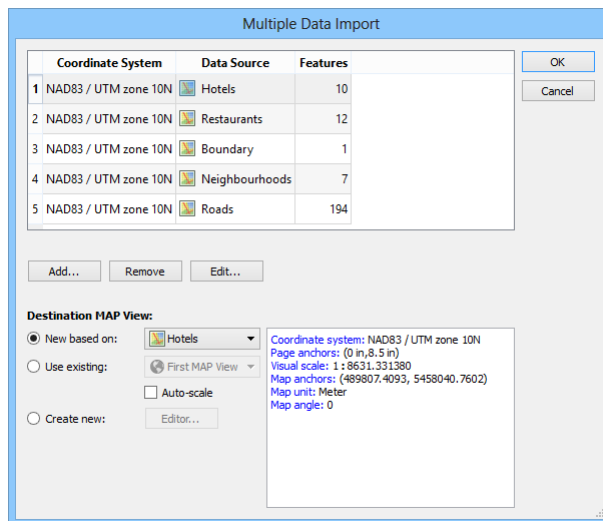 Multiple Data Import
Coordinate System Data Source Features
1 NAD83 / UTM zone 10N Hotels 10
2 NAD83 / UTM zone 10N Restaurants 12
3 NAD83 / UTM zone 10N Boundary 1
4 NAD83 / UTM zone 10N Neighbourhoods 7
5 NAD83 / UTM zone 10N Roads 194
OK
Cancel
Add... Remove Edit...
Destination MAP View:
New based on: Hotels
Use existing: First MAP View
Auto-scale
Create new: Editor...
Coordinate system: NAD83 / UTM zone 10N
Page anchors: (0 in,8.5 in)
Visual scale: 1 : 8631.331380
Map anchors: (489807.4093, 5458040.7602)
Map unit: Meter
Map angle: 0